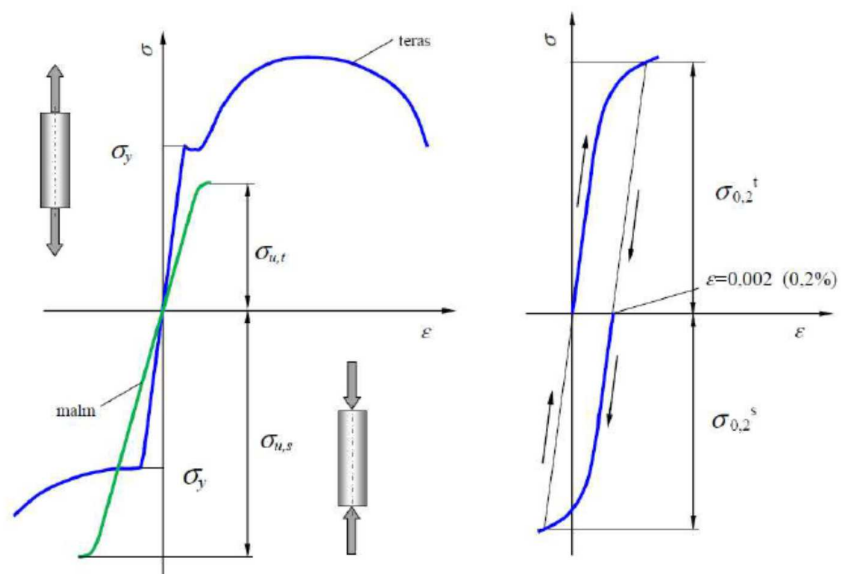 σ
teras
σy
σu,t
ε
malm
σu,s
σy
σ
σ0,2t
ε=0.002 (0,2%)
ε
σ0,2s